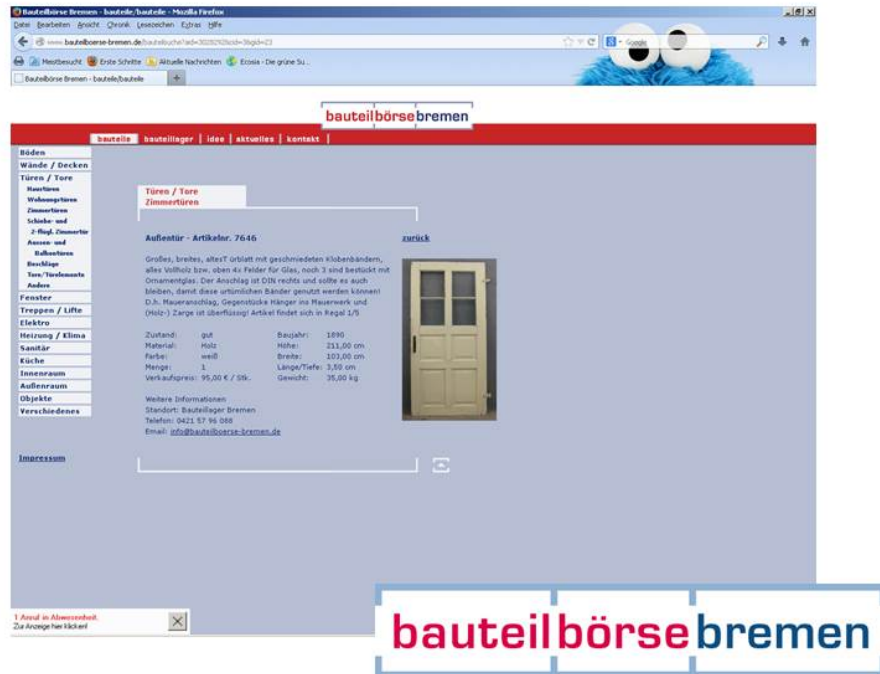 Bauteilbörse Bremen - bauteile/bauteile - Mozilla Firefox
Datei Bearbeiten Ansicht Chronik Lesezeichen Extras Hilfe
www.bauteilboerse-bremen.de
Google
Meistbesucht Erste Schritte Aktuelle Nachrichten Ecosia - Die grüne Su...
Bauteilbörse Bremen - bauteile/bauteile
bauteilbörsebremen
bauteile bauteillager | idee | aktuelles | kontakt |
Böden
Wände / Decken
Türen / Tore
Haustüren
Wohnungstüren
Zimmertüren
Schiebe- und
2-flügl. Zimmertür
Aussen- und
Balkontüren
Beschläge
Tore/Torelemente
Andere
Fenster
Treppen / Lifte
Elektro
Heizung / Klima
Sanitär
Küche
Innenraum
Außenraum
Objekte
Verschiedenes
Impressum
Türen / Tore
Zimmertüren
Außentür - Artikelnr. 7646
zurück
Großes, breites, altesT ürblatt mit geschmiedeten Klobenbändern,
alles Vollholz bzw. oben 4x Felder für Glas, noch 3 sind bestückt mit
Ornamentglas. Der Anschlag ist DIN rechts und sollte es auch
bleiben, damit diese urtümlichen Bänder genutzt werden können!
D.h. Maueranschlag, Gegenstücke Hänger ins Mauerwerk und
(Holz-) Zarge ist überflüssig! Artikel findet sich in Regal 1/5
Zustand: gut Baujahr: 1890
Material: Holz Höhe: 211,00 cm
Farbe: weiß Breite: 103,00 cm
Menge: 1 Länge/Tiefe: 3,50 cm
Verkaufspreis: 95,00 € / Stk. Gewicht: 35,00 kg
Weitere Informationen
Standort: Bauteillager Bremen
Telefon: 0421 57 96 088
Email: info@bauteilboerse-bremen.de
1 Anruf in Abwesenheit.
Zur Anzeige hier klicken!
bauteilbörsebremen